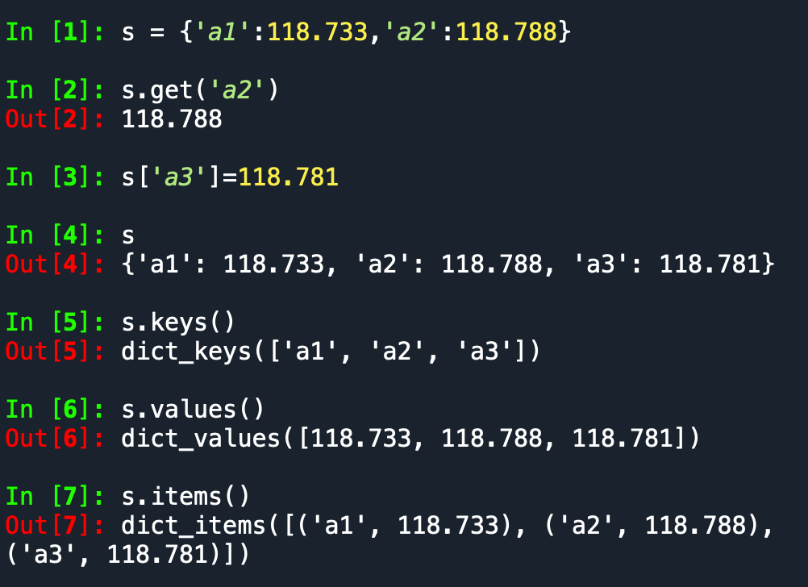 In [1]: s = {'a1':118.733,'a2':118.788}
In [2]: s.get('a2')
Out[2]: 118.788
In [3]: s['a3']=118.781
In [4]: s
Out[4]: {'a1': 118.733, 'a2': 118.788, 'a3': 118.781}
In [5]: s.keys()
Out[5]: dict_keys(['a1', 'a2', 'a3'])
In [6]: s.values()
Out[6]: dict_values([118.733, 118.788, 118.781])
In [7]: s.items()
Out[7]: dict_items([('a1', 118.733), ('a2', 118.788),
('a3', 118.781)])